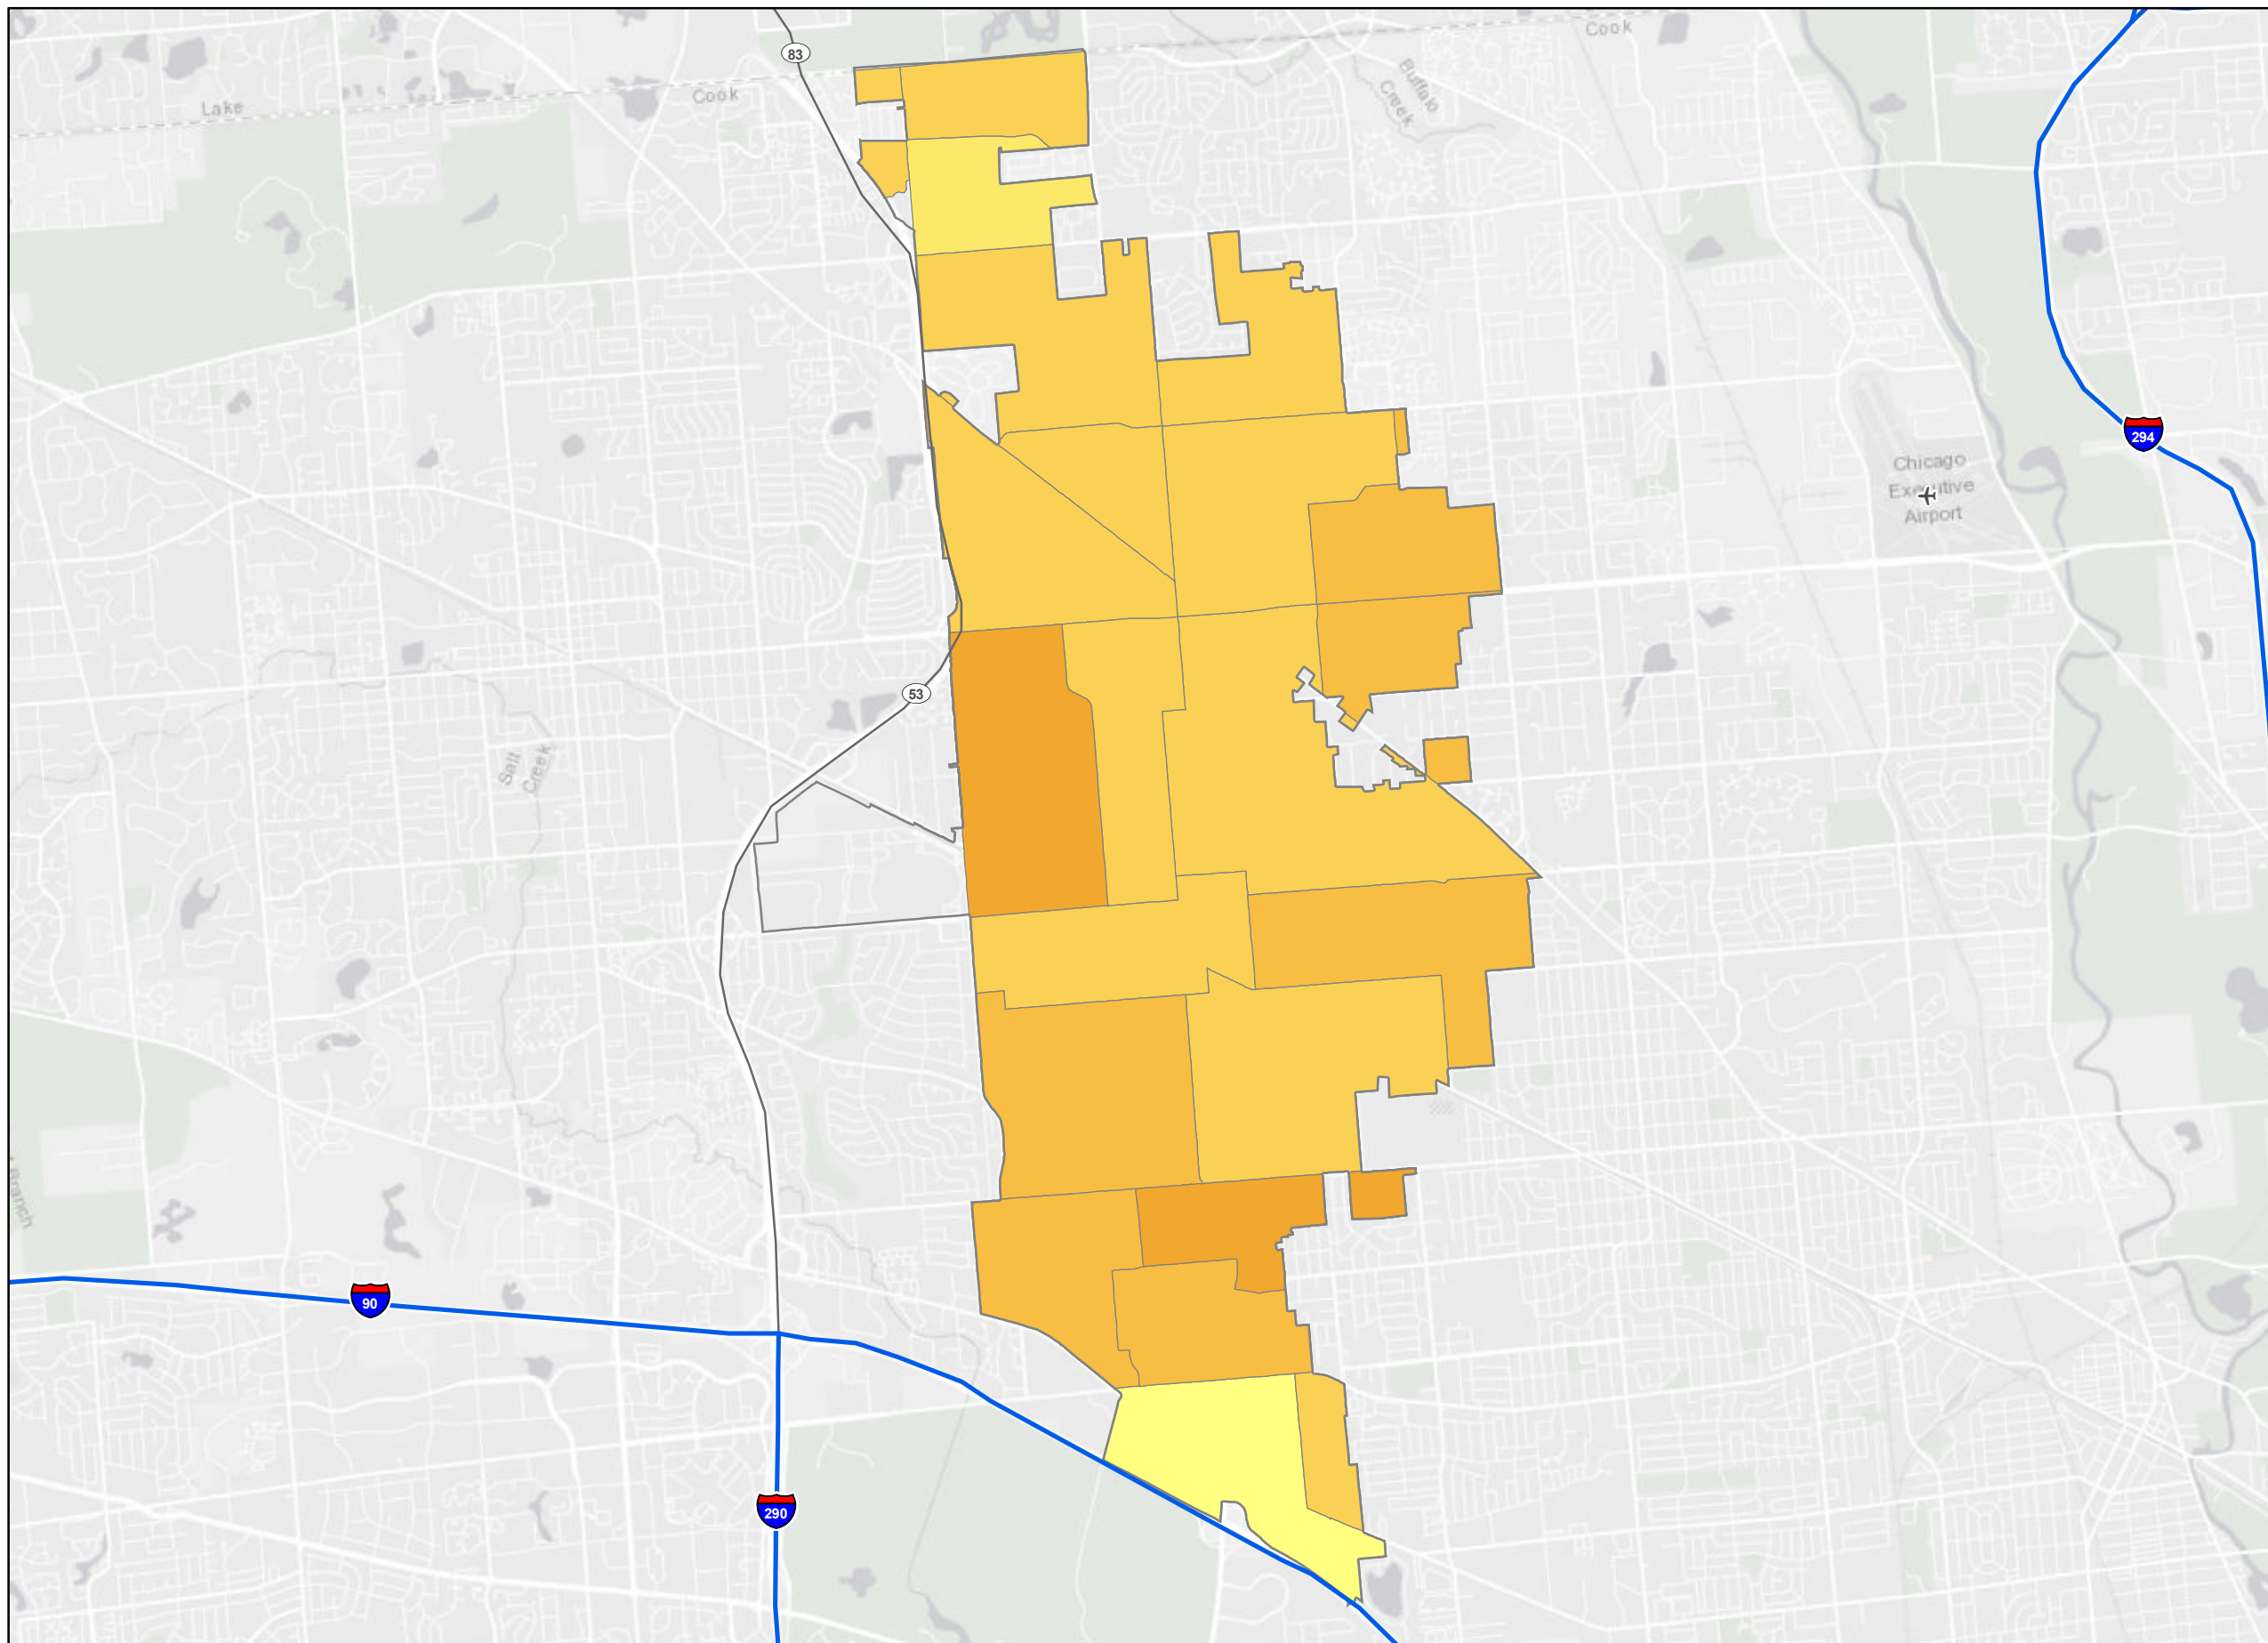 83
Cook
Buffalo
Creek
Cook
Lake
294
Chicago
Executive
Airport
53
Salt
Creek
Branch
90
290